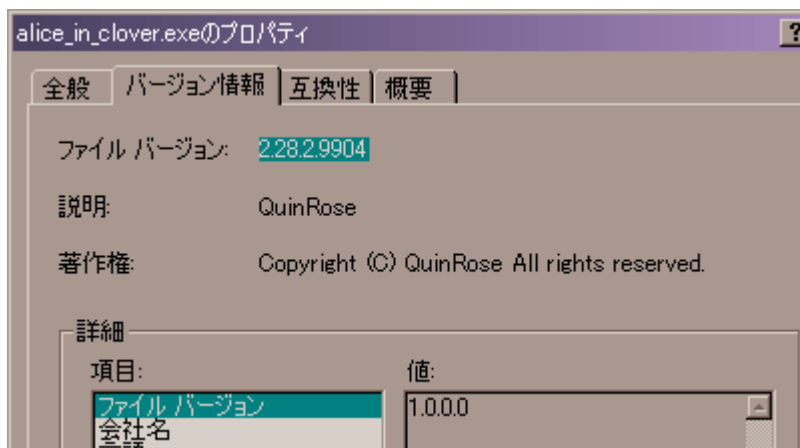 alice_in_clover.exeのプロパティ
?
全般 バージョン情報 互換性 概要
ファイル バージョン: 2.28.2.9904
説明: QuinRose
著作権: Copyright (C) QuinRose All rights reserved.
詳細
項目: 値:
ファイル バージョン 1.0.0.0
会社名